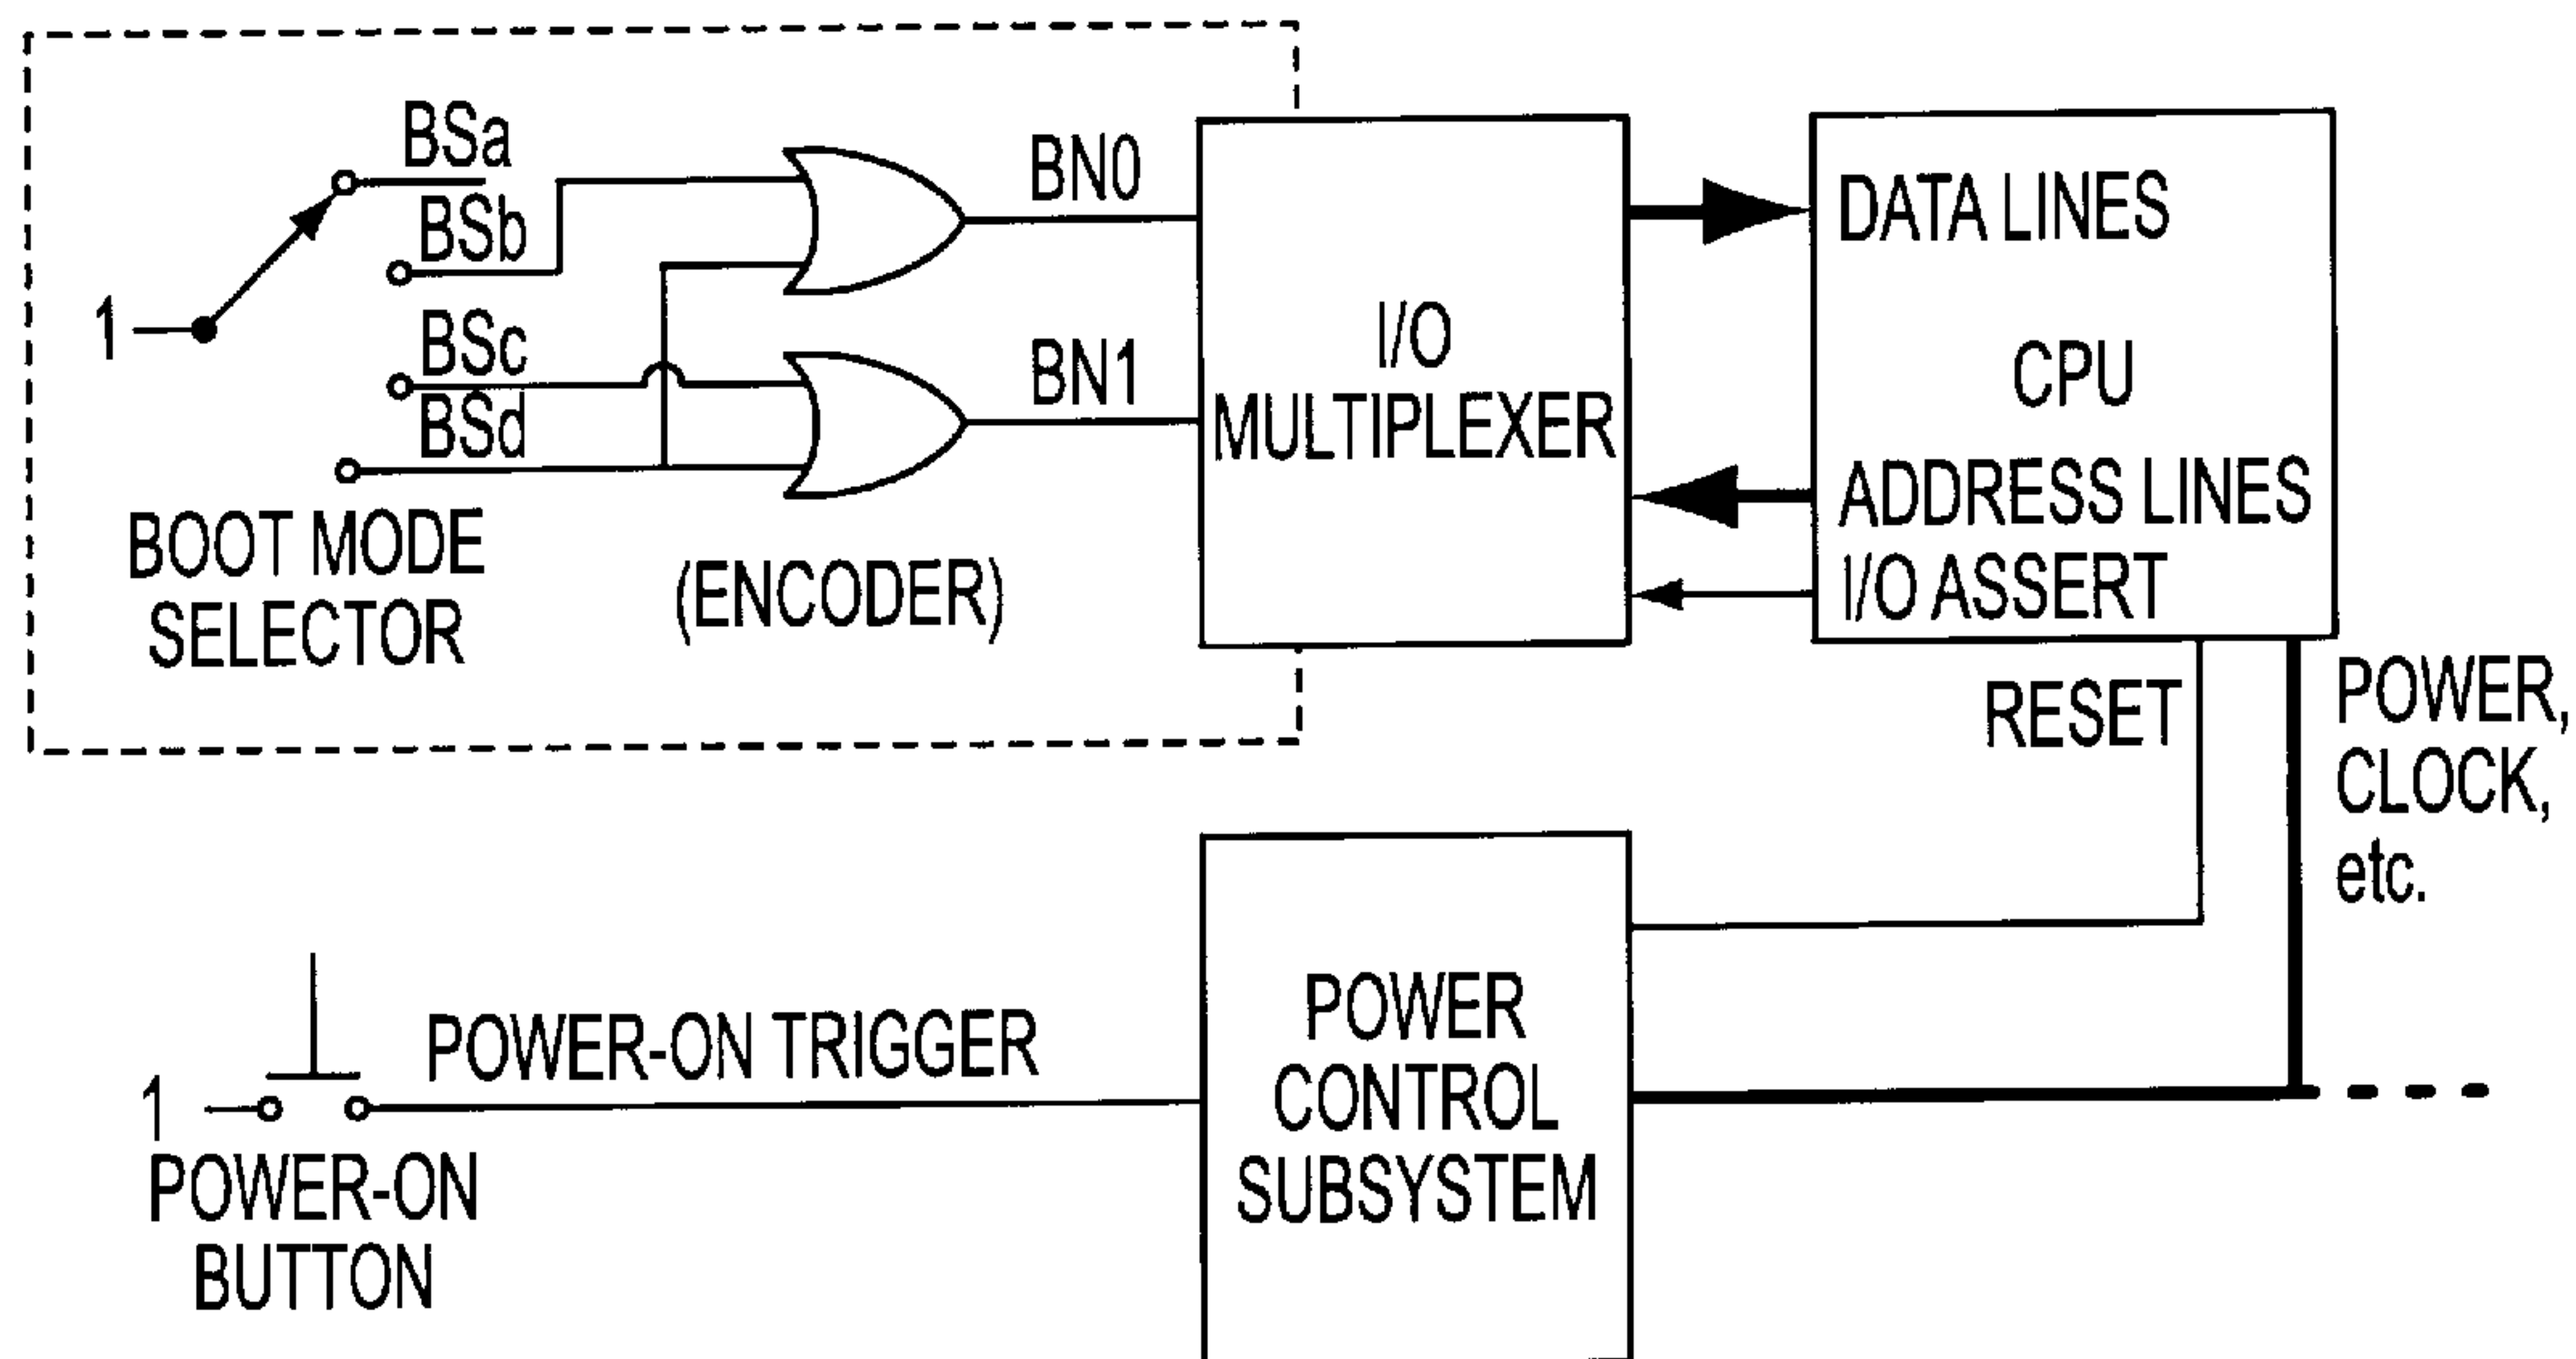 BSa
BSb
BSc
BSd
1
BOOT MODE
SELECTOR
(ENCODER)
BN0
BN1
I/O
MULTIPLEXER
DATA LINES
CPU
ADDRESS LINES
I/O ASSERT
RESET
POWER,
CLOCK,
etc.
1
POWER-ON
BUTTON
POWER-ON TRIGGER
POWER
CONTROL
SUBSYSTEM